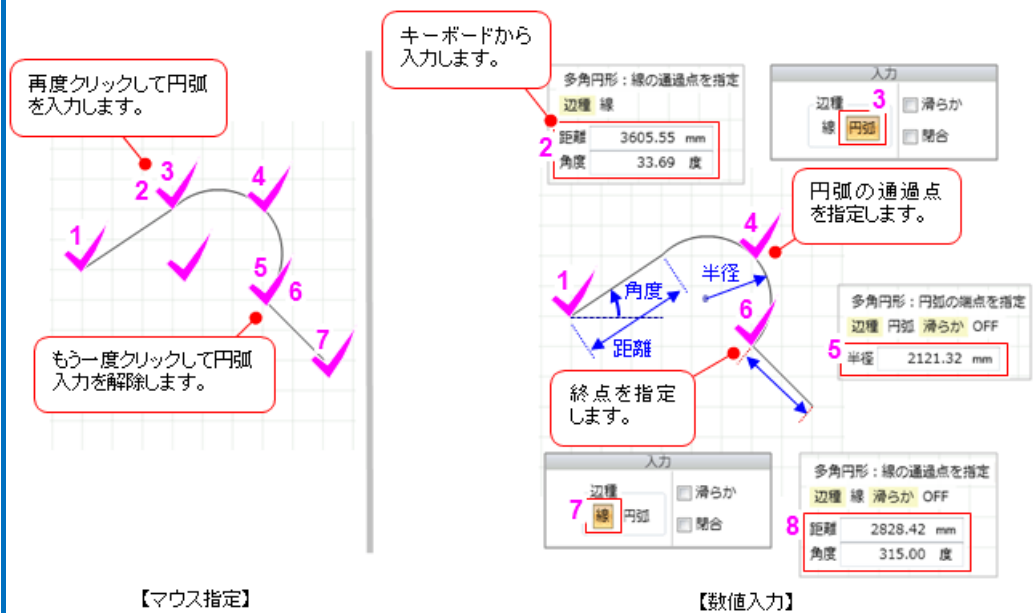 再度クリックして円弧
を入力します。
1
2
3
4
5
6
7
もう一度クリックして円弧
入力を解除します。
【マウス指定】
キーボードから
入力します。
多角円形：線の通過点を指定
辺種 線
2
距離 3605.55 mm
角度 33.69 度
入力
辺種
3
線 円弧
滑らか
閉合
円弧の通過点
を指定します。
1
4
角度
半径
距離
6
終点を指定
します。
多角円形：円弧の端点を指定
辺種 円弧 滑らか OFF
5
半径 2121.32 mm
入力
辺種
7
線 円弧
滑らか
閉合
多角円形：線の通過点を指定
辺種 線 滑らか OFF
8
距離 2828.42 mm
角度 315.00 度
【数値入力】